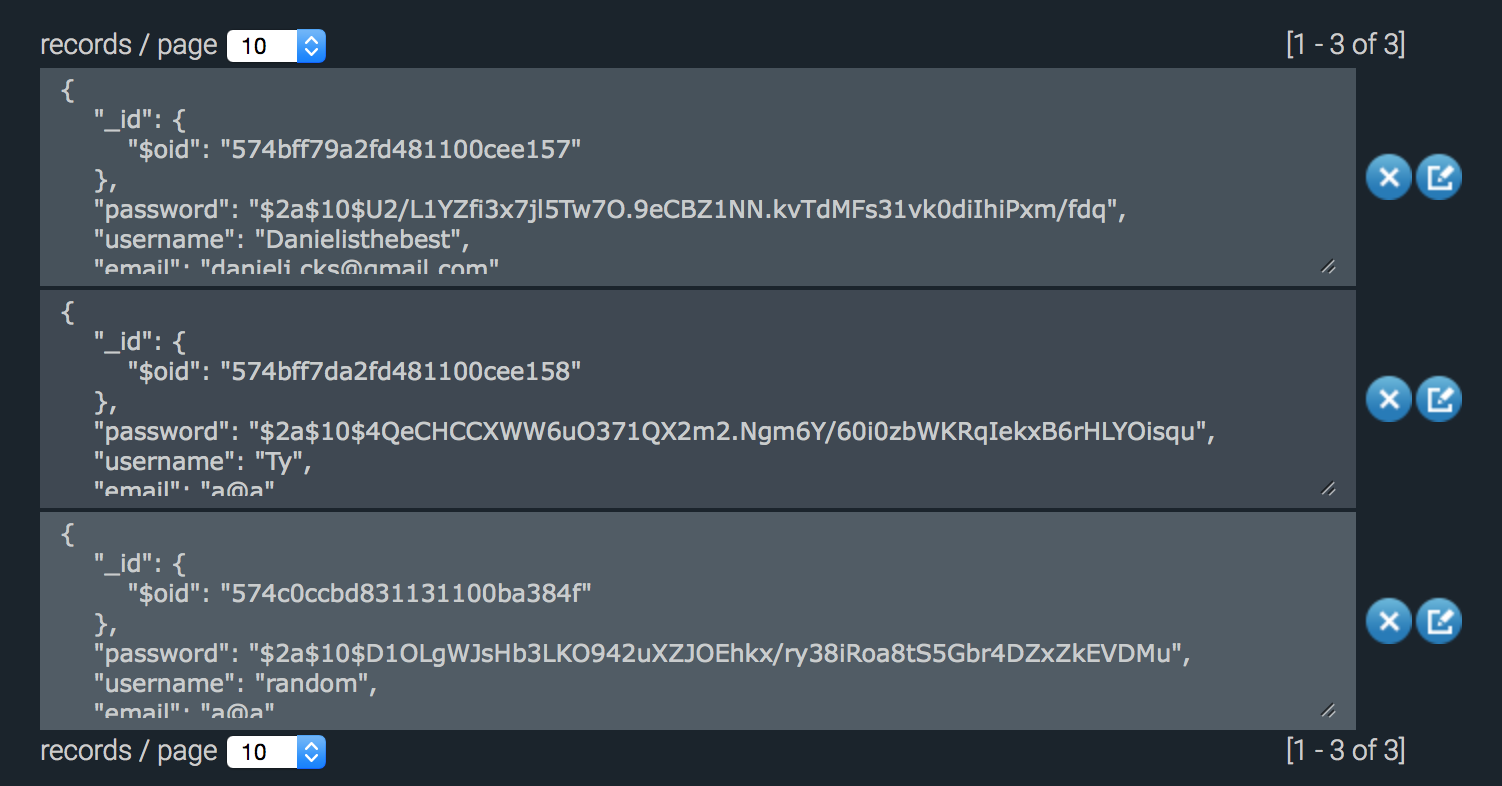 records / page 10 [1 - 3 of 3]
{
"_id": {
"$oid": "574bff79a2fd481100cee157"
},
"password": "$2a$10$U2/L1YZfi3x7jl5Tw7O.9eCBZ1NN.kvTdMFs31vk0diIhiPxm/fdq",
"username": "Danielisthebest",
"email": "danielj.cks@gmail.com"
{
"_id": {
"$oid": "574bff7da2fd481100cee158"
},
"password": "$2a$10$4QeCHCCXWW6uO371QX2m2.Ngm6Y/60i0zbWKRqIekxB6rHLYOisqu",
"username": "Ty",
"email": "a@a"
{
"_id": {
"$oid": "574c0ccbd831131100ba384f"
},
"password": "$2a$10$D1OLgWJsHb3LKO942uXZJOEhkx/ry38iRoa8tS5Gbr4DZxZkEVDMu",
"username": "random",
"email": "a@a"
records / page 10 [1 - 3 of 3]